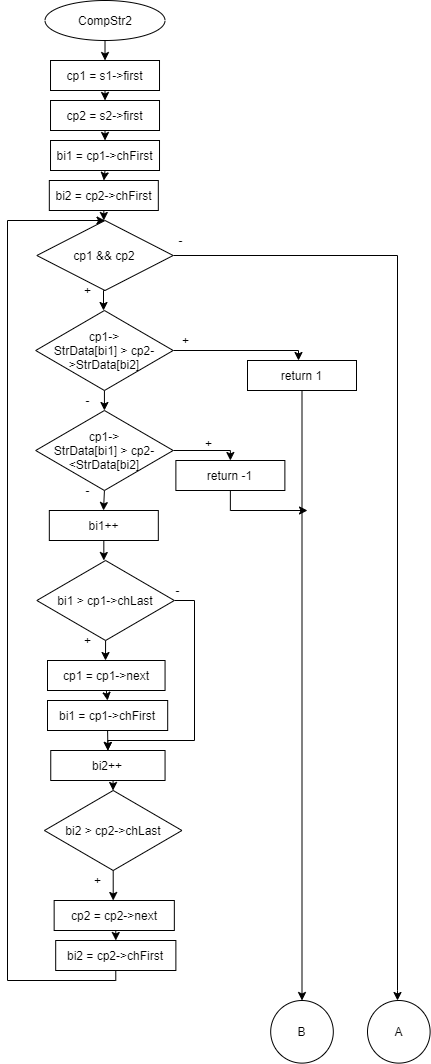 CompStr2
cp1 = s1->first
cp2 = s2->first
bi1 = cp1->chFirst
bi2 = cp2->chFirst
-
cp1 && cp2
+
cp1->
StrData[bi1] > cp2-
>StrData[bi2]
+
return 1
-
cp1->
StrData[bi1] > cp2-
<StrData[bi2]
+
return -1
-
bi1++
bi1 > cp1->chLast
-
+
cp1 = cp1->next
bi1 = cp1->chFirst
bi2++
bi2 > cp2->chLast
+
cp2 = cp2->next
bi2 = cp2->chFirst
B
A